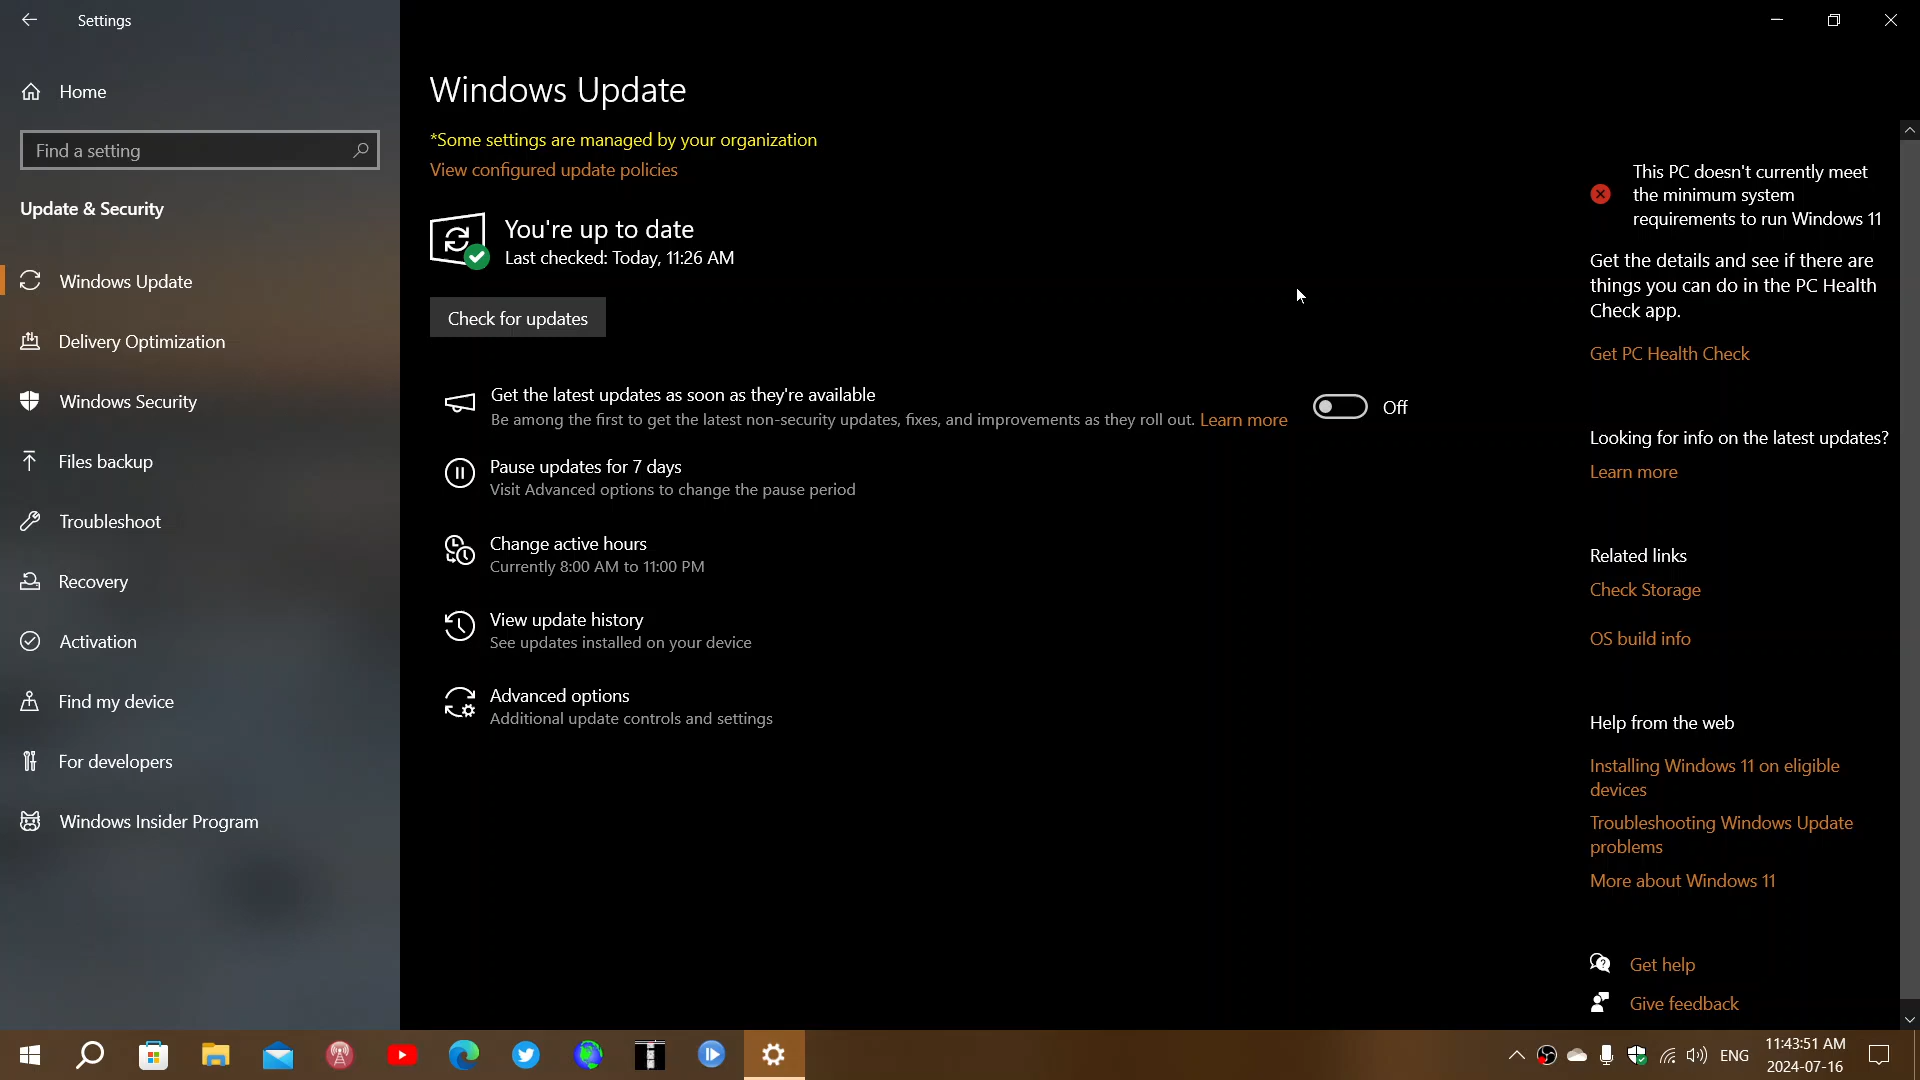 Settings
Home
Find a setting
Update & Security
Windows Update
Delivery Optimization
Windows Security
Files backup
Troubleshoot
Recovery
Activation
Find my device
For developers
Windows Insider Program
Windows Update
*Some settings are managed by your organization
View configured update policies
You're up to date
Last checked: Today, 11:26 AM
Check for updates
Get the latest updates as soon as they're available
Be among the first to get the latest non-security updates, fixes, and improvements as they roll out. Learn more
Off
Pause updates for 7 days
Visit Advanced options to change the pause period
Change active hours
Currently 8:00 AM to 11:00 PM
View update history
See updates installed on your device
Advanced options
Additional update controls and settings
This PC doesn't currently meet
the minimum system
requirements to run Windows 11
Get the details and see if there are
things you can do in the PC Health
Check app.
Get PC Health Check
Looking for info on the latest updates?
Learn more
Related links
Check Storage
OS build info
Help from the web
Installing Windows 11 on eligible
devices
Troubleshooting Windows Update
problems
More about Windows 11
Get help
Give feedback
ENG
11:43:51 AM
2024-07-16